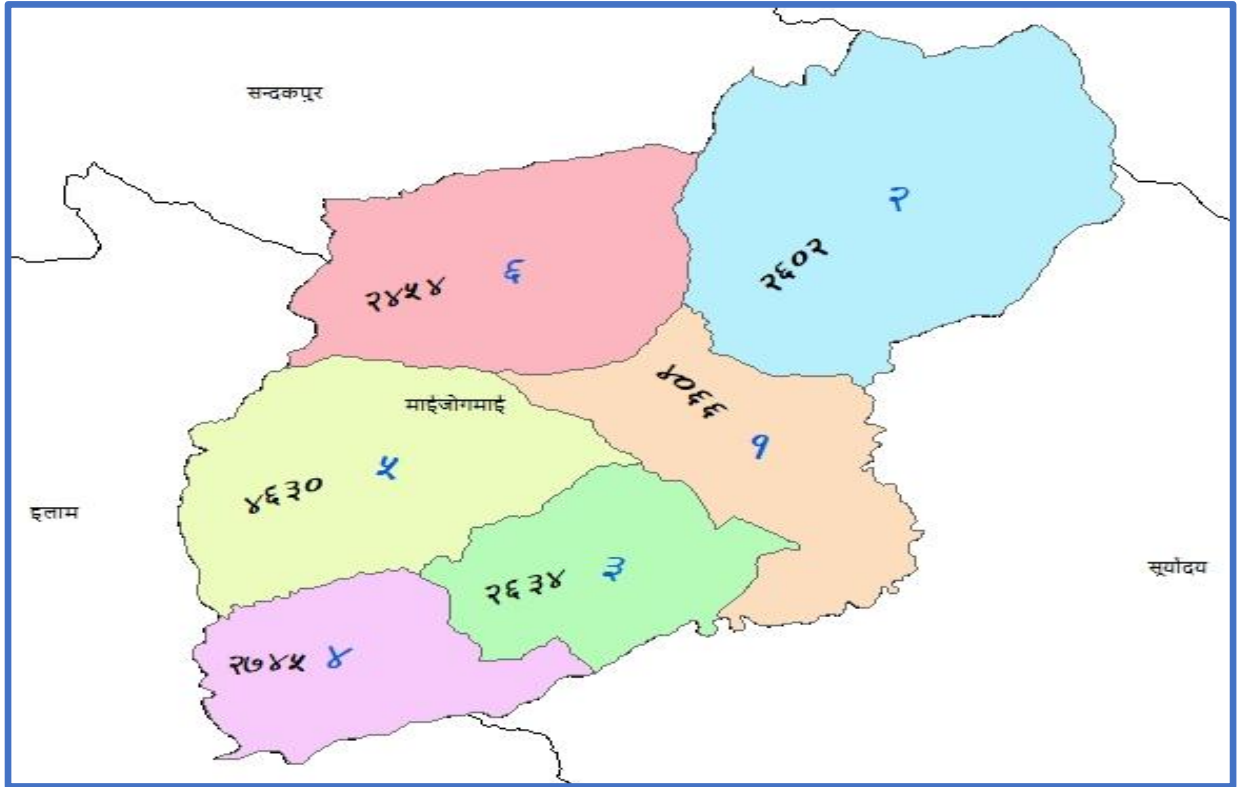 सन्दकपुर
२
२६०२
६
२४५४
४०६६
माईजोगमाई
१
५
४६३०
इलाम
३
२६३४
सूर्योदय
२७४५ ४